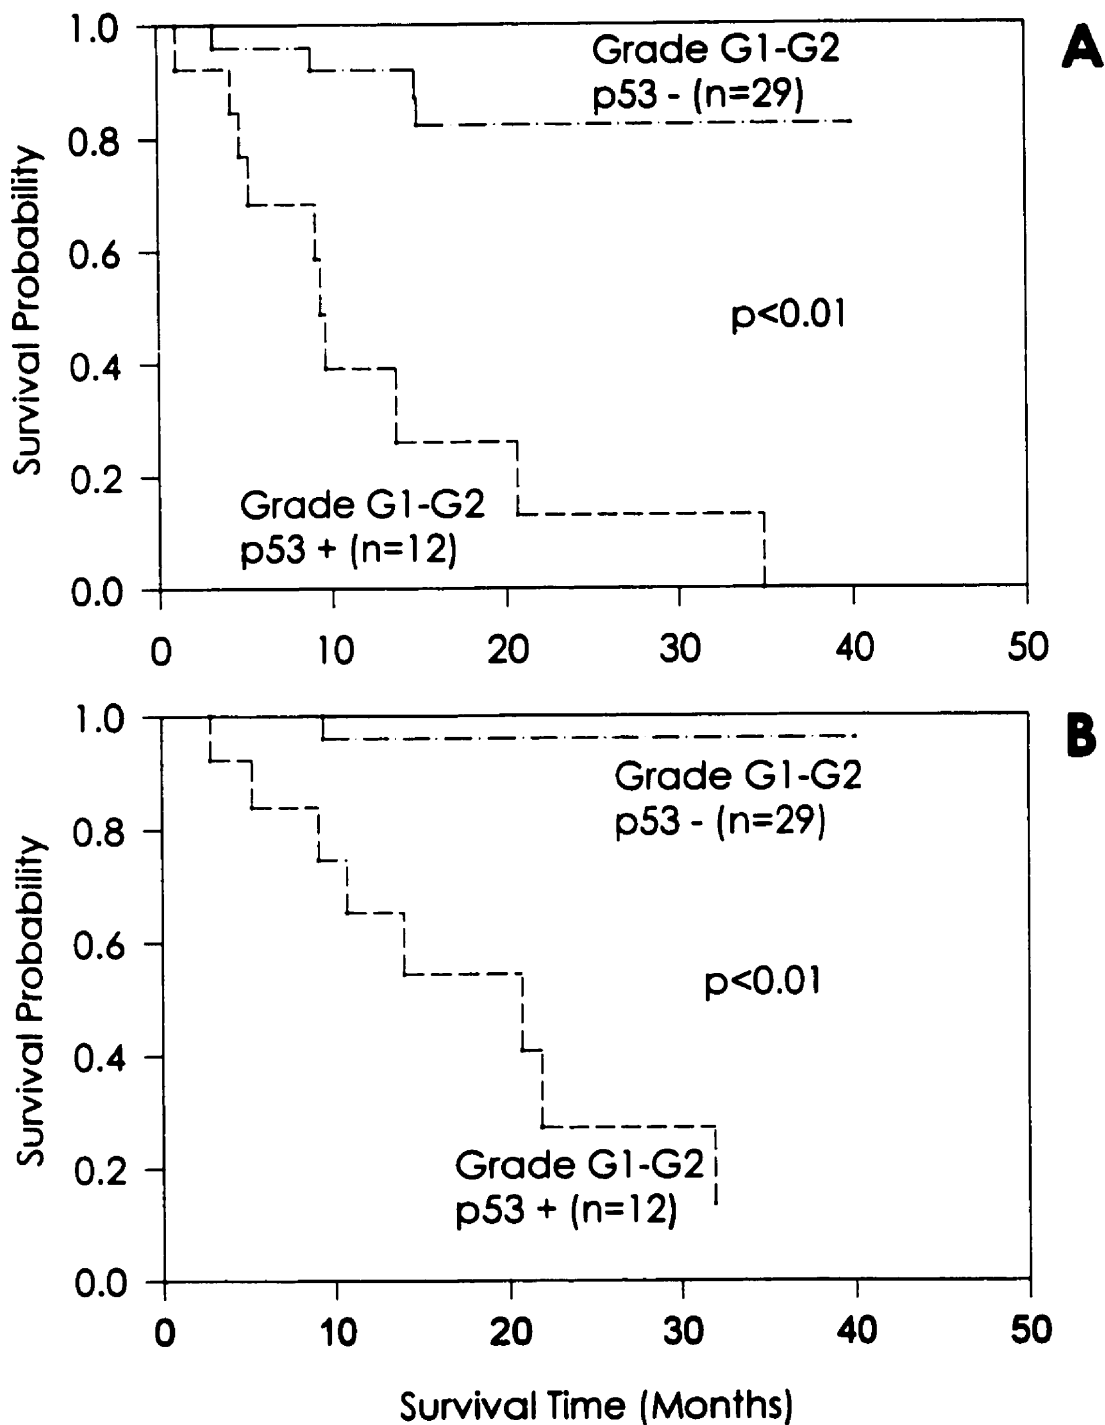 A
1.0
0.8
0.6
0.4
0.2
0.0
Survival Probability
Grade G1-G2
p53 - (n=29)
p<0.01
Grade G1-G2
p53 + (n=12)
0 10 20 30 40 50
B
1.0
0.8
0.6
0.4
0.2
0.0
Survival Probability
Grade G1-G2
p53 - (n=29)
p<0.01
Grade G1-G2
p53 + (n=12)
0 10 20 30 40 50
Survival Time (Months)